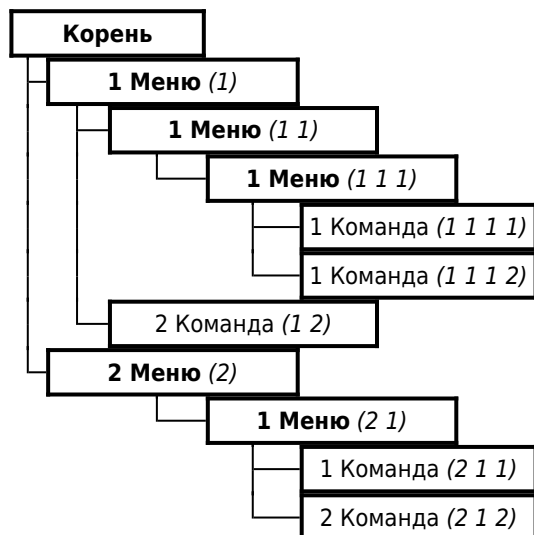 Корень
1 Меню (1)
1 Меню (1 1)
1 Меню (1 1 1)
1 Команда (1 1 1 1)
1 Команда (1 1 1 2)
2 Команда (1 2)
2 Меню (2)
1 Меню (2 1)
1 Команда (2 1 1)
2 Команда (2 1 2)